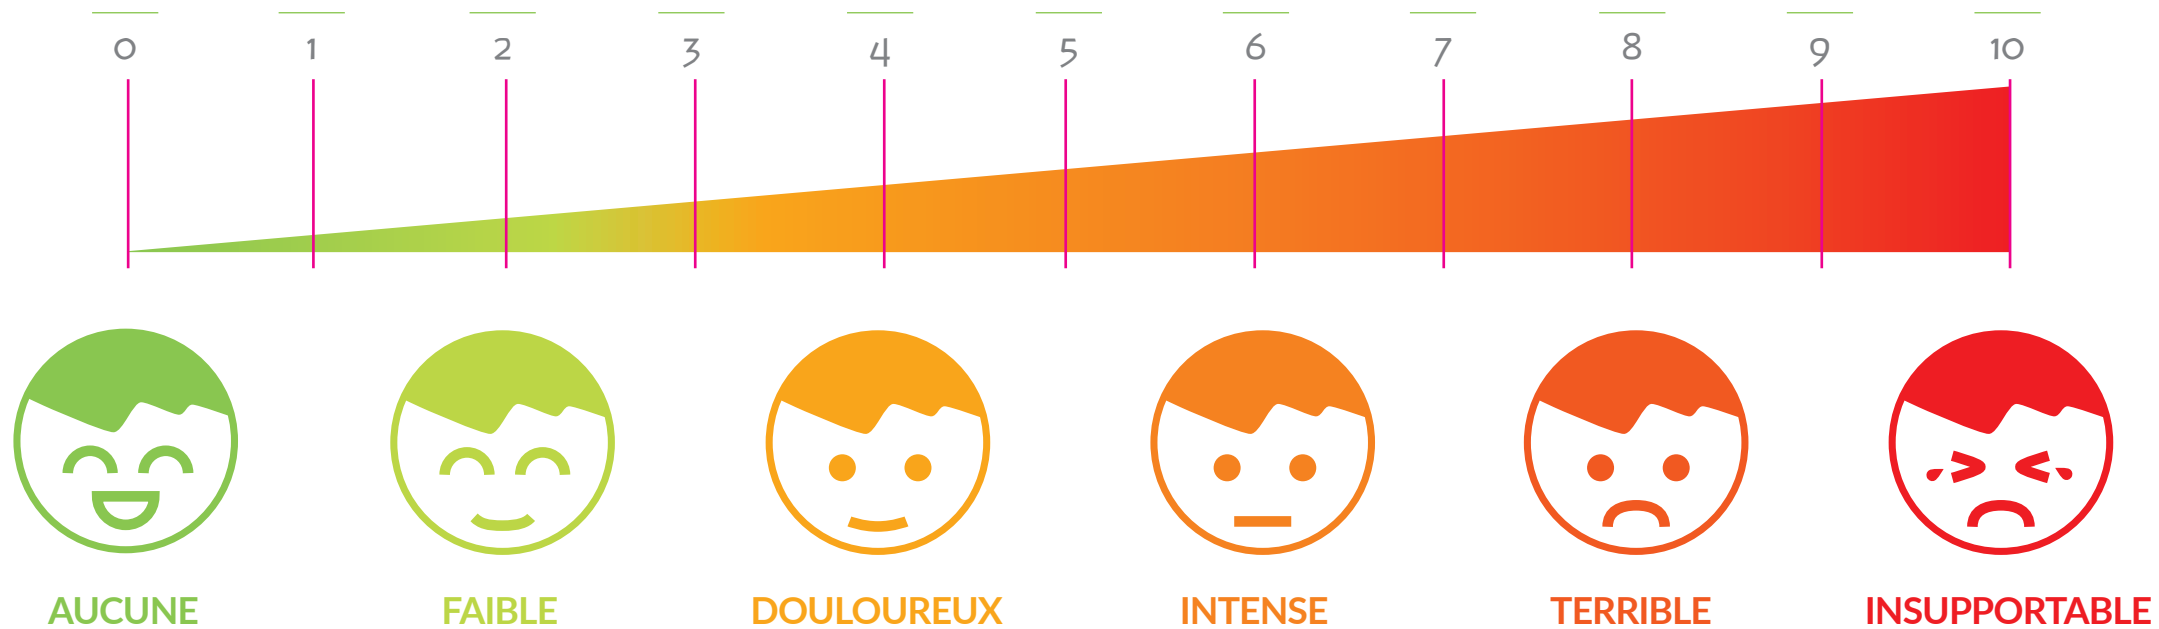 0 1 2 3 4 5 6 7 8 9 10
AUCUNE FAIBLE DOULOUREUX INTENSE TERRIBLE INSUPPORTABLE